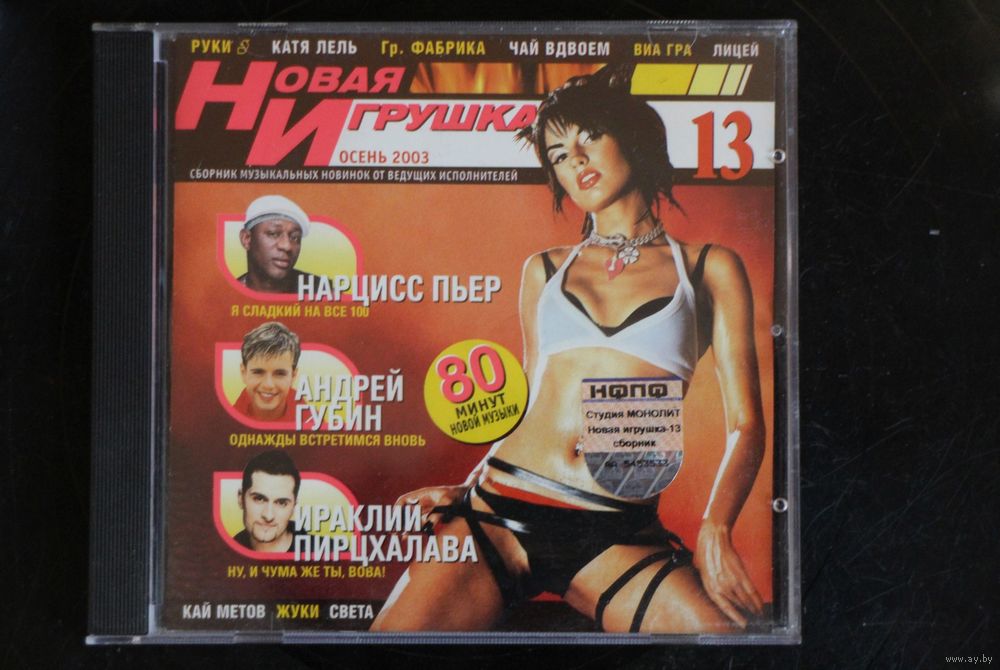 РУКИ В КАТЯ ЛЕЛЬ Гр. ФАБРИКА ЧАЙ ВДВОЕМ ВИА ГРА ЛИЦЕЙ
НОВАЯ
ИГРУШКА
13
ОСЕНЬ 2003
СБОРНИК МУЗЫКАЛЬНЫХ НОВИНОК ОТ ВЕДУЩИХ ИСПОЛНИТЕЛЕЙ
НАРЦИСС ПЬЕР
Я СЛАДКИЙ НА ВСЕ 100
АНДРЕЙ
ГУБИН
ОДНАЖДЫ ВСТРЕТИМСЯ ВНОВЬ
80
МИНУТ
НОВОЙ МУЗЫКИ
НФПФ
Студия МОНОЛИТ
Новая игрушка-13
сборник
ИРАКЛИЙ
ПИРЦХАЛАВА
НУ, И ЧУМА ЖЕ ТЫ, ВОВА!
КАЙ МЕТОВ ЖУКИ СВЕТА
www.ay.by